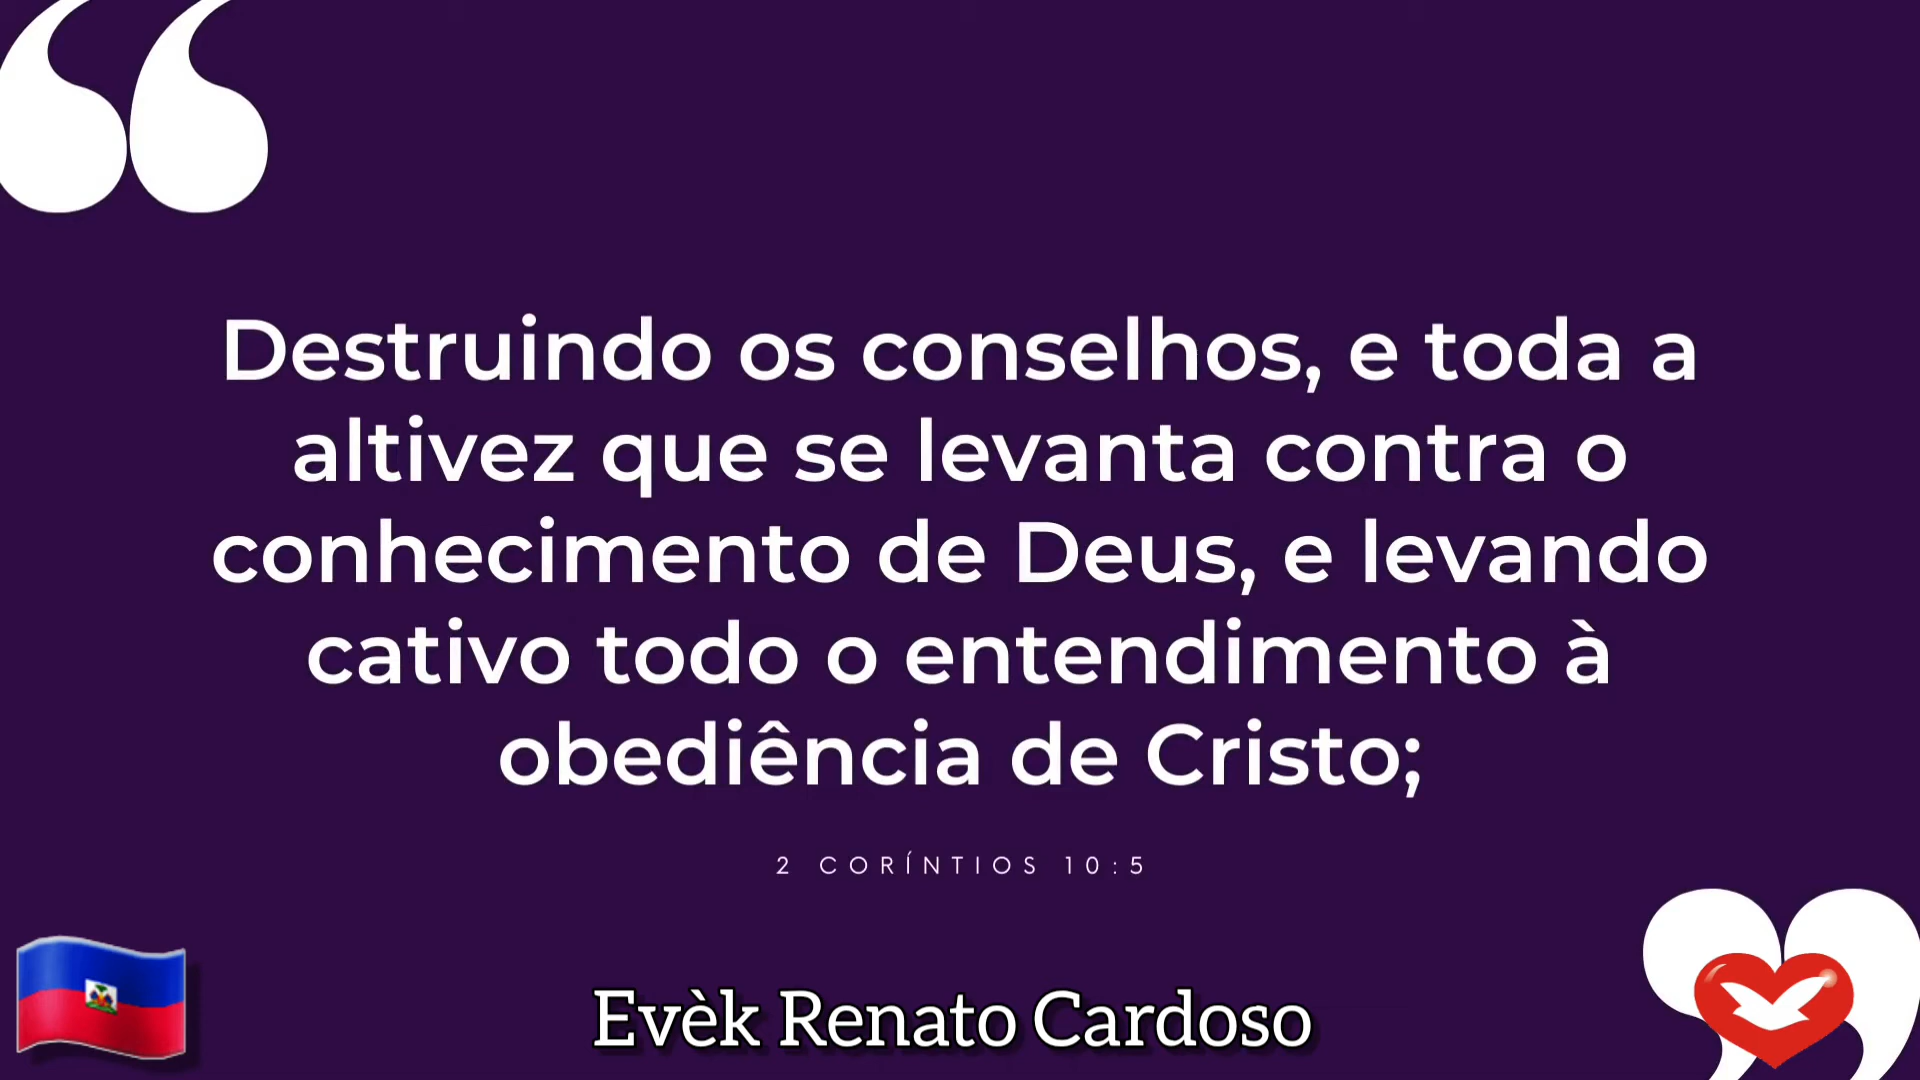 Destruindo os conselhos, e toda a
altivez que se levanta contra o
conhecimento de Deus, e levando
cativo todo o entendimento à
obediência de Cristo;
2 CORÍNTIOS 10:5
Evèk Renato Cardoso